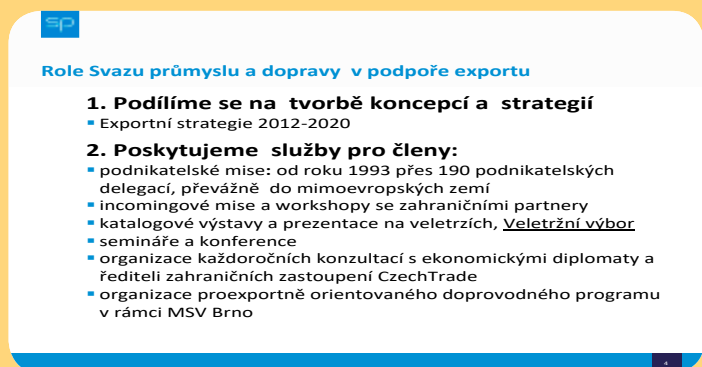 sp
Role Svazu průmyslu a dopravy v podpoře exportu
1. Podílíme se na tvorbě koncepcí a strategií
Exportní strategie 2012-2020
2. Poskytujeme služby pro členy:
podnikatelské mise: od roku 1993 přes 190 podnikatelských
delegací, převážně do mimoevropských zemí
incomingové mise a workshopy se zahraničními partnery
katalogové výstavy a prezentace na veletrzích, Veletržní výbor
semináře a konference
organizace každoročních konzultací s ekonomickými diplomaty a
řediteli zahraničních zastoupení CzechTrade
organizace proexportně orientovaného doprovodného programu
v rámci MSV Brno
4